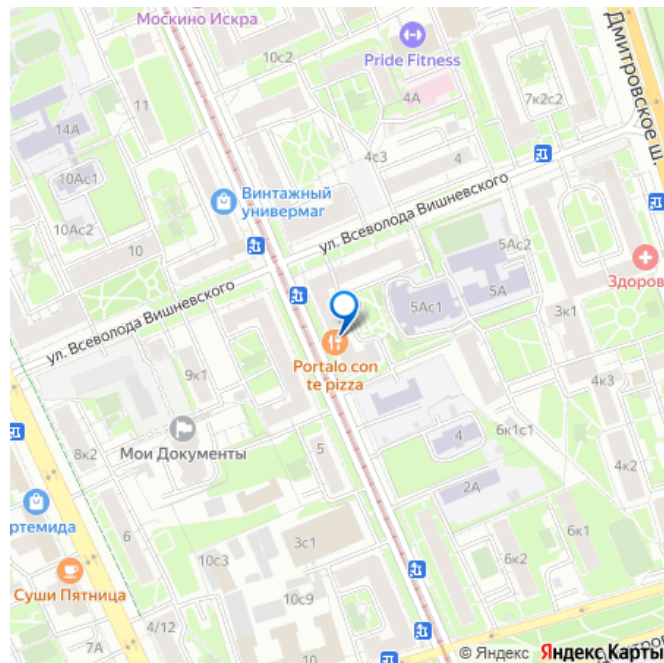 Москино Искра
10с2
Pride Fitness
4А
7к2с2
Дмитровское ш.
11
14А
10Ас1
4с3
4
Винтажный
универмаг
ул. Всеволода Вишневского
10Ас2
10
5Ас2
5А
Здоров
5Ас1
3к1
ул. Всеволода Вишневского
Portalo con
te pizza
9к1
4к3
Мои Документы
8к2
5
4
6к1с1
4к2
2А
ртемида
6
3с1
6к1
10с3
6к2
Суши Пятница
10с9
4/12
7А
© Яндекс Яндекс Карты